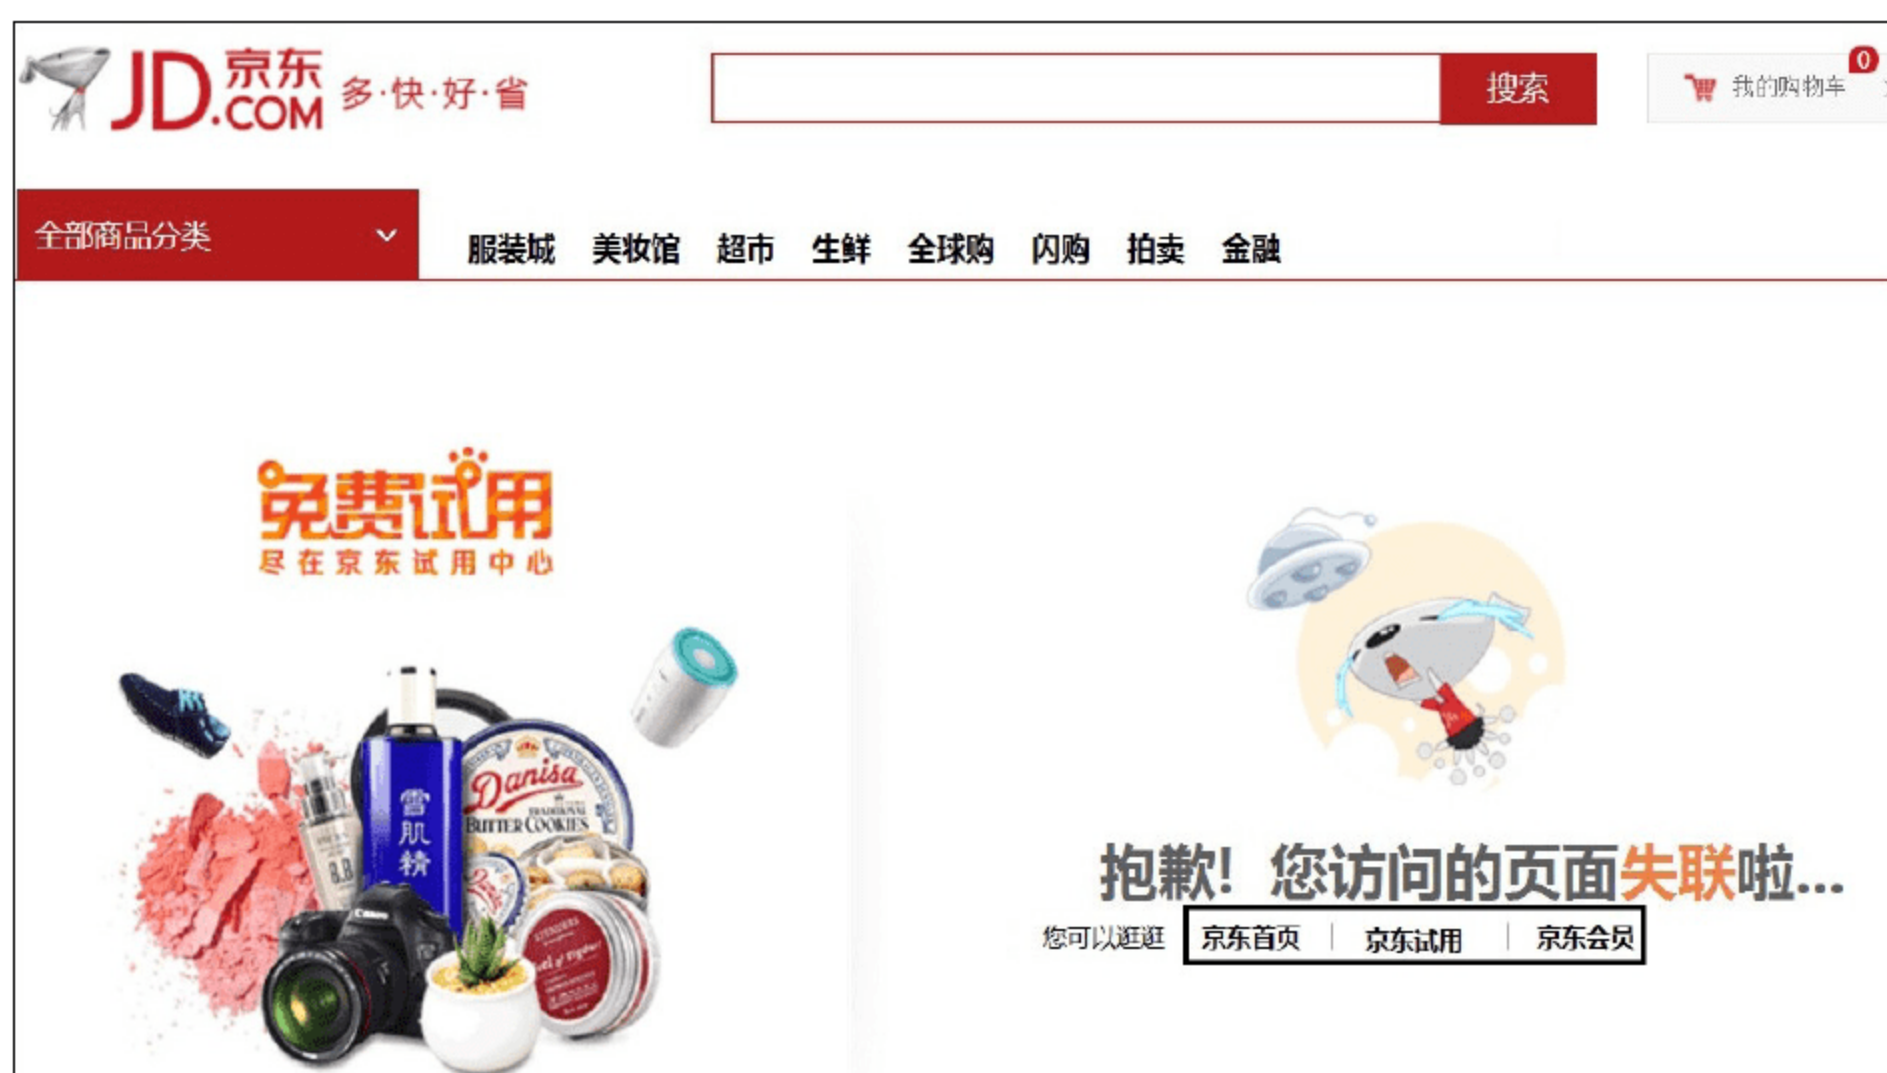 JD.京东
.COM 多·快·好·省
搜索
我的购物车 0
全部商品分类
服装城 美妆馆 超市 生鲜 全球购 闪购 拍卖 金融
免费试用
尽在京东试用中心
雪肌精
Danisa
TRADITIONAL
BUTTER COOKIES
Canon
抱歉！您访问的页面失联啦...
您可以逛逛 京东首页 | 京东试用 | 京东会员